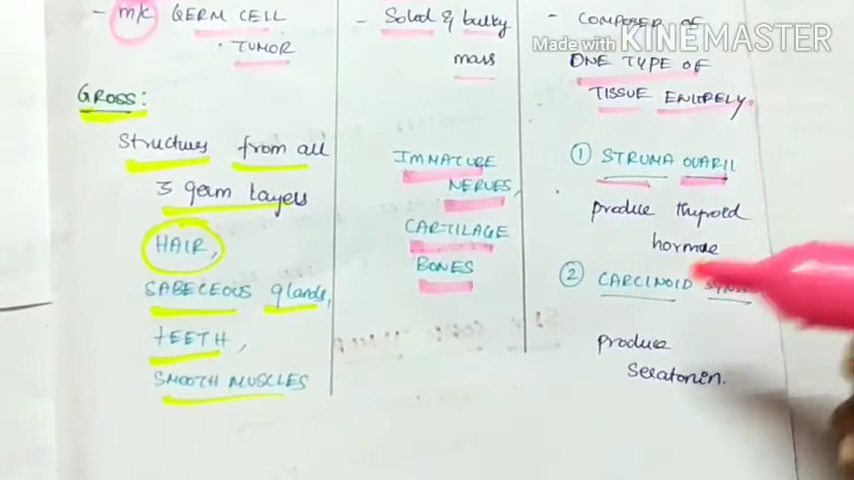 - m/c GERM CELL
TUMOR
GROSS:
Structures from all
3 germ layers
HAIR,
SABECEOUS glands,
TEETH,
SMOOTH MUSCLES
- Solid & bulky
mass
IMMATURE
NERVES,
CARTILAGE
BONES
- COMPOSED OF
ONE TYPE OF
TISSUE ENTIRELY.
① STRUMA OVARII
produce thyroid
hormone
② CARCINOID
produce
Seratonin.
Made with KINEMASTER